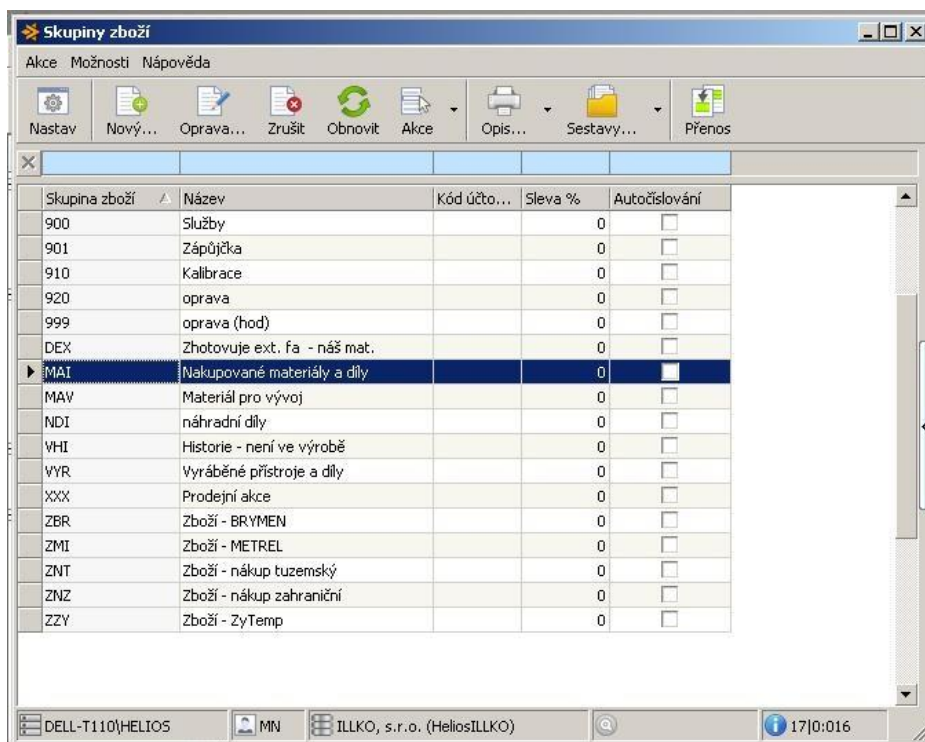 Skupiny zboží
Akce Možnosti Nápověda
Nastav Nový... Oprava... Zrušit Obnovit Akce Opis... Sestavy... Přenos
Skupina zboží Název Kód účto... Sleva % Autočíslování
900 Služby 0
901 Zápůjčka 0
910 Kalibrace 0
920 oprava 0
999 oprava (hod) 0
DEX Zhotovuje ext. fa - náš mat. 0
MAI Nakupované materiály a díly 0
MAV Materiál pro vývoj 0
NDI náhradní díly 0
VHI Historie - není ve výrobě 0
VYR Vyráběné přístroje a díly 0
XXX Prodejní akce 0
ZBR Zboží - BRYMEN 0
ZMI Zboží - METREL 0
ZNT Zboží - nákup tuzemský 0
ZNZ Zboží - nákup zahraniční 0
ZZY Zboží - ZyTemp 0
DELL-T110\HELIOS MN ILLKO, s.r.o. (HeliosILLKO) 17|0:016